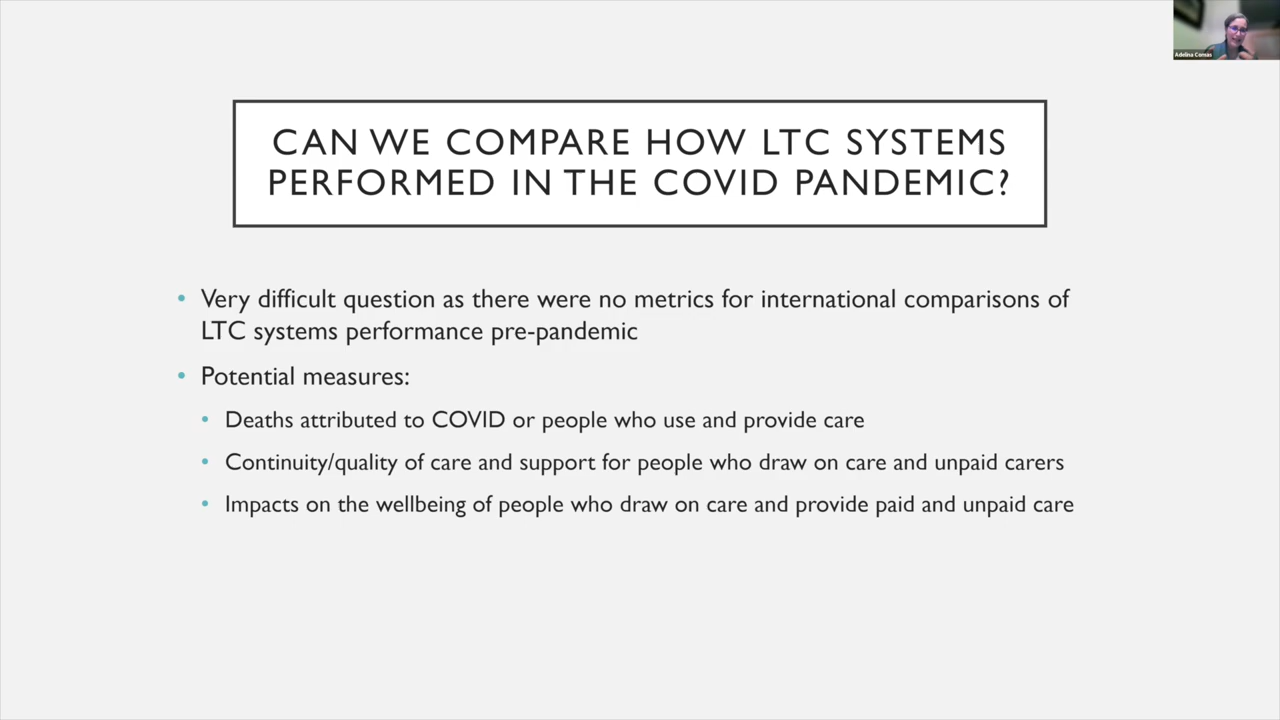 Adelina Comas
CAN WE COMPARE HOW LTC SYSTEMS
PERFORMED IN THE COVID PANDEMIC?
• Very difficult question as there were no metrics for international comparisons of
LTC systems performance pre-pandemic
• Potential measures:
• Deaths attributed to COVID or people who use and provide care
• Continuity/quality of care and support for people who draw on care and unpaid carers
• Impacts on the wellbeing of people who draw on care and provide paid and unpaid care